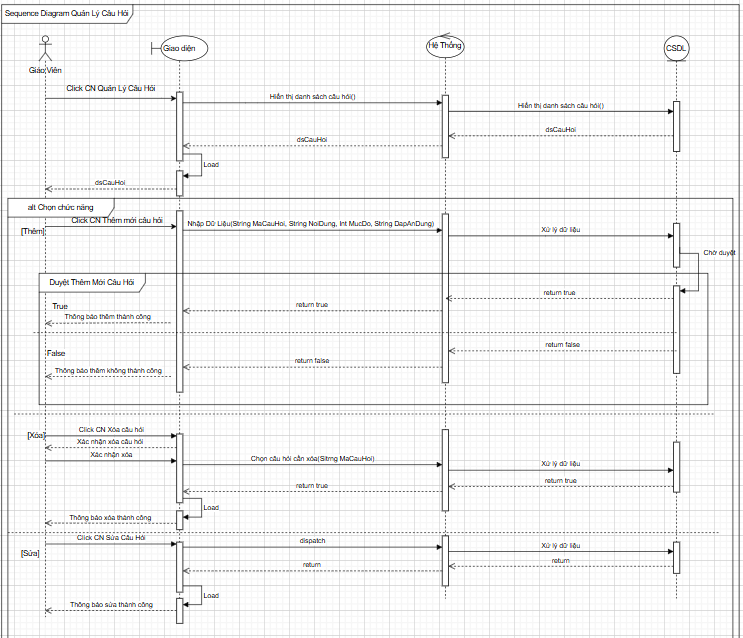 Sequence Diagram Quản Lý Câu Hỏi
Giáo Viên
Giao diện
Hệ Thống
CSDL
Click CN Quản Lý Câu Hỏi
Hiển thị danh sách câu hỏi()
Hiển thị danh sách câu hỏi()
dsCauHoi
dsCauHoi
Load
dsCauHoi
alt Chọn chức năng
[Thêm]
Click CN Thêm mới câu hỏi
Nhập Dữ Liệu(String MaCauHoi, String NoiDung, Int MucDo, String DapAnDung)
Xử lý dữ liệu
Chờ duyệt
Duyệt Thêm Mới Câu Hỏi
return true
True
return true
Thông báo thêm thành công
return false
False
return false
Thông báo thêm không thành công
[Xóa]
Click CN Xóa câu hỏi
Xác nhận xóa câu hỏi
Xác nhận xóa
Chọn câu hỏi cần xóa(Sitrng MaCauHoi)
Xử lý dữ liệu
return true
return true
Load
Thông báo xóa thành công
[Sửa]
Click CN Sửa Câu Hỏi
dispatch
Xử lý dữ liệu
return
return
Load
Thông báo sửa thành công